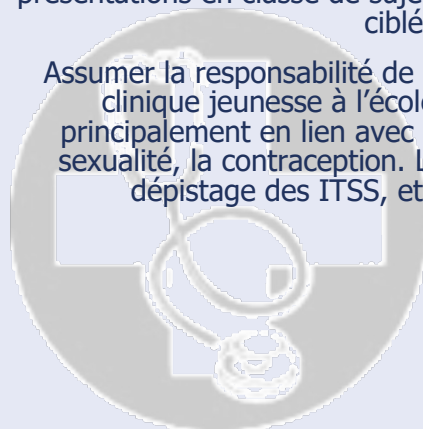 présentations en classe de suje
ciblé
Assumer la responsabilité de
clinique jeunesse à l'écol
principalement en lien avec
sexualité, la contraception. L
dépistage des ITSS, et